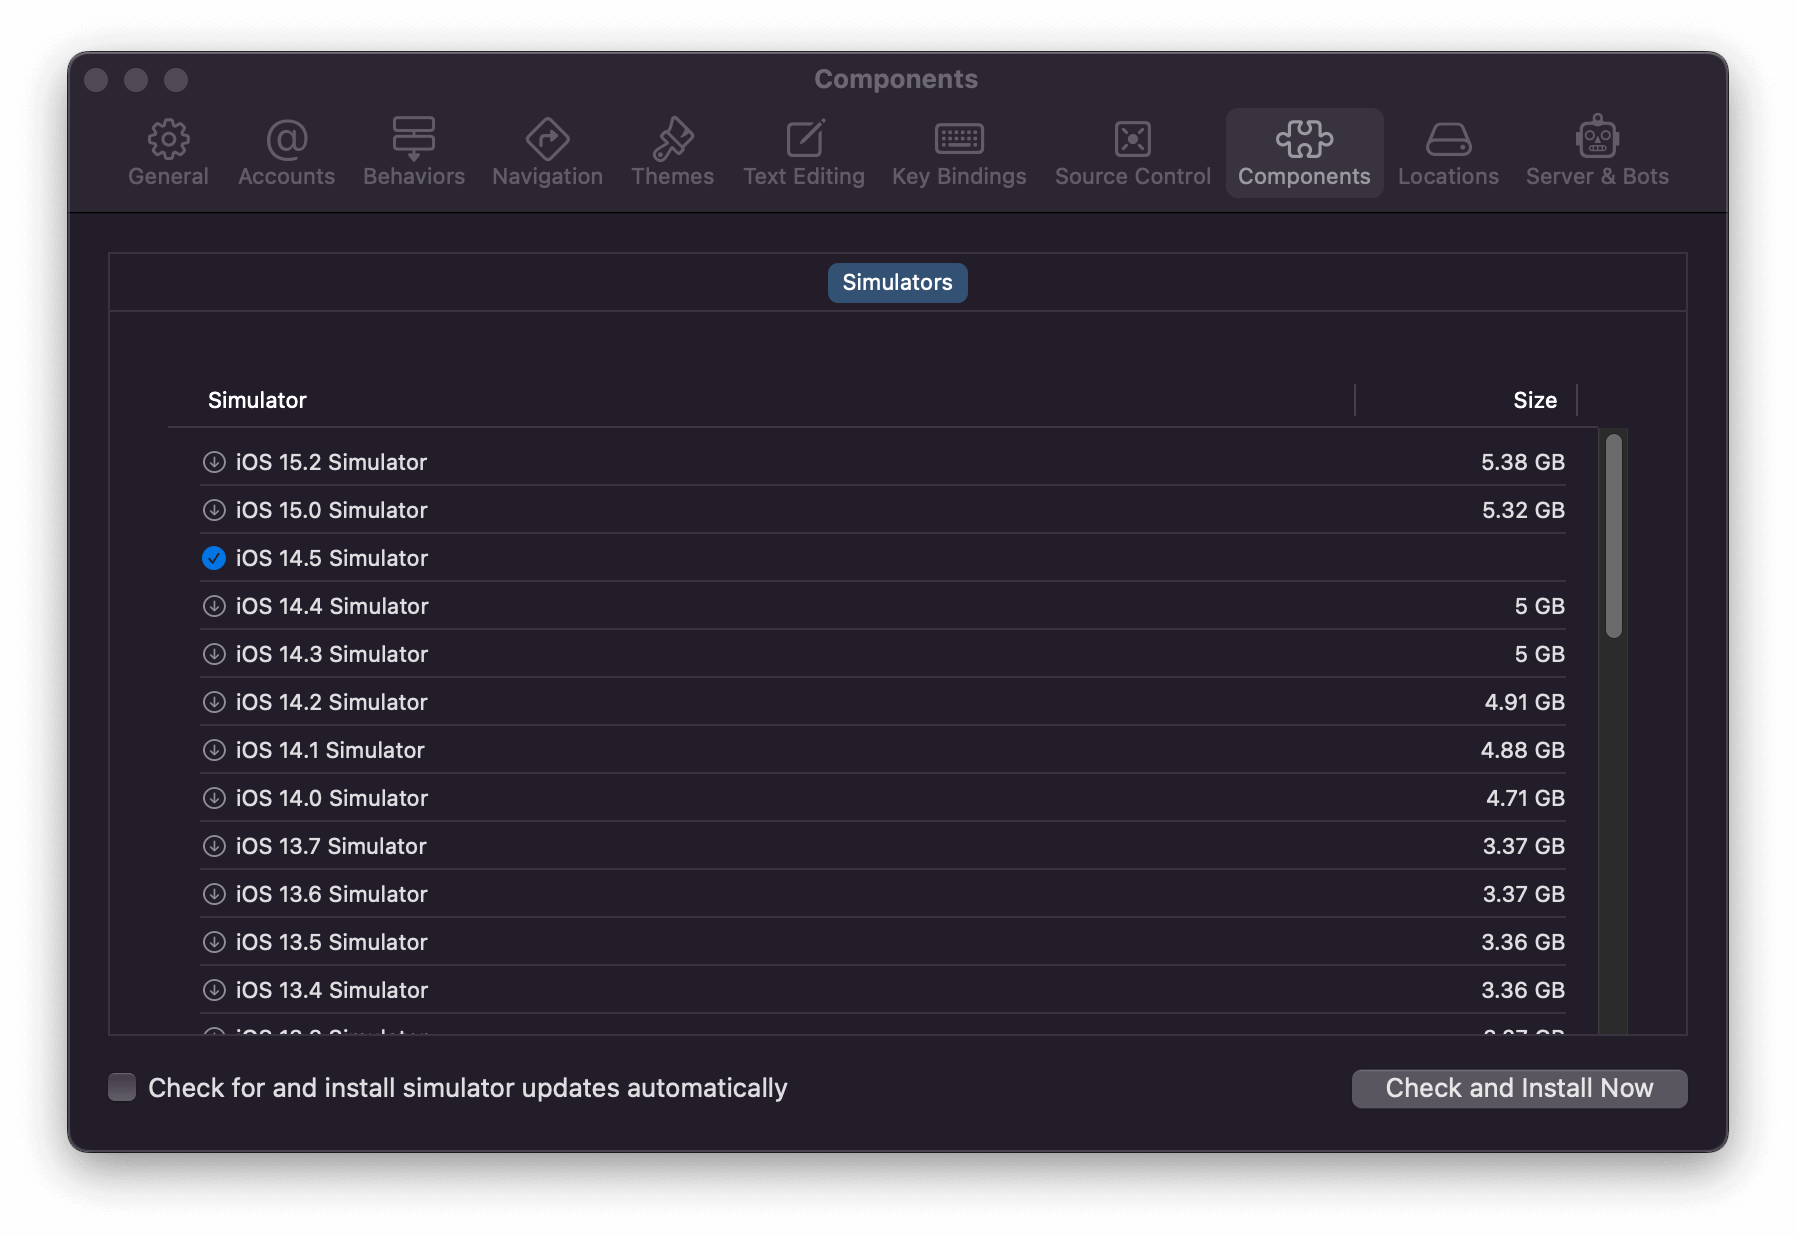 Components
General Accounts Behaviors Navigation Themes Text Editing Key Bindings Source Control Components Locations Server & Bots
Simulators
Simulator Size
iOS 15.2 Simulator 5.38 GB
iOS 15.0 Simulator 5.32 GB
iOS 14.5 Simulator
iOS 14.4 Simulator 5 GB
iOS 14.3 Simulator 5 GB
iOS 14.2 Simulator 4.91 GB
iOS 14.1 Simulator 4.88 GB
iOS 14.0 Simulator 4.71 GB
iOS 13.7 Simulator 3.37 GB
iOS 13.6 Simulator 3.37 GB
iOS 13.5 Simulator 3.36 GB
iOS 13.4 Simulator 3.36 GB
Check for and install simulator updates automatically Check and Install Now